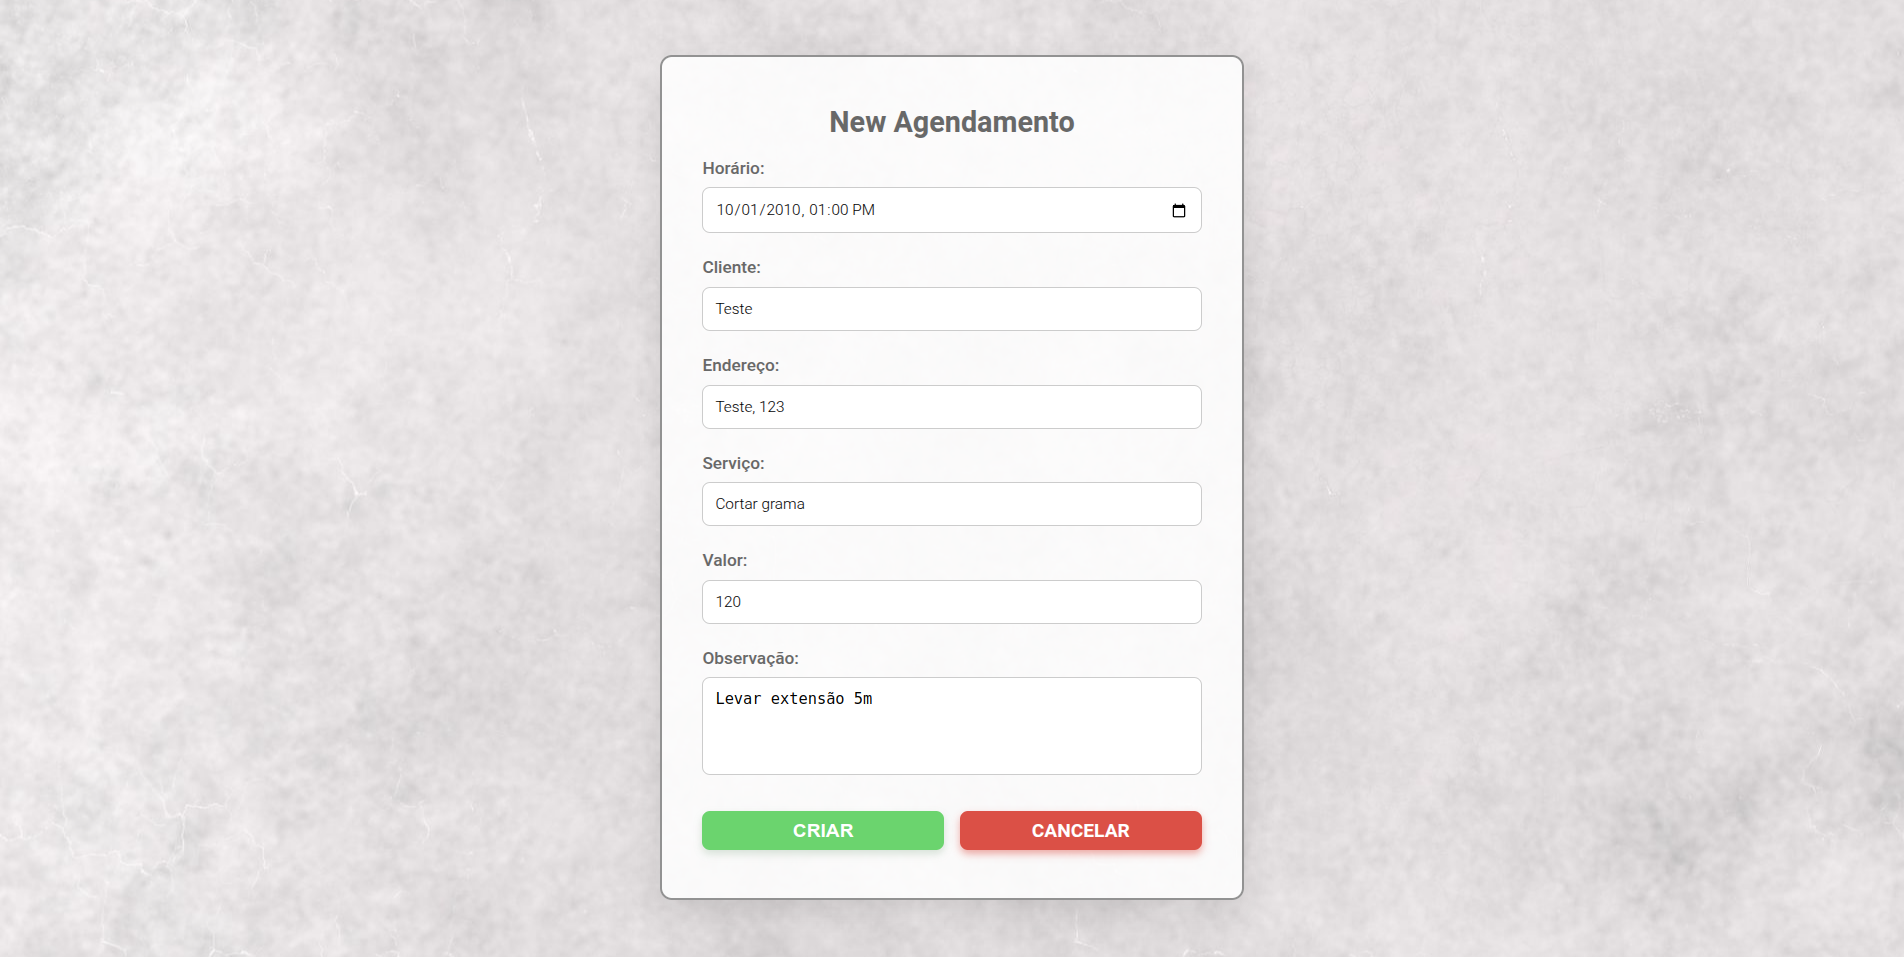 New Agendamento
Horário:
10/01/2010, 01:00 PM
Cliente:
Teste
Endereço:
Teste, 123
Serviço:
Cortar grama
Valor:
120
Observação:
Levar extensão 5m
CRIAR
CANCELAR